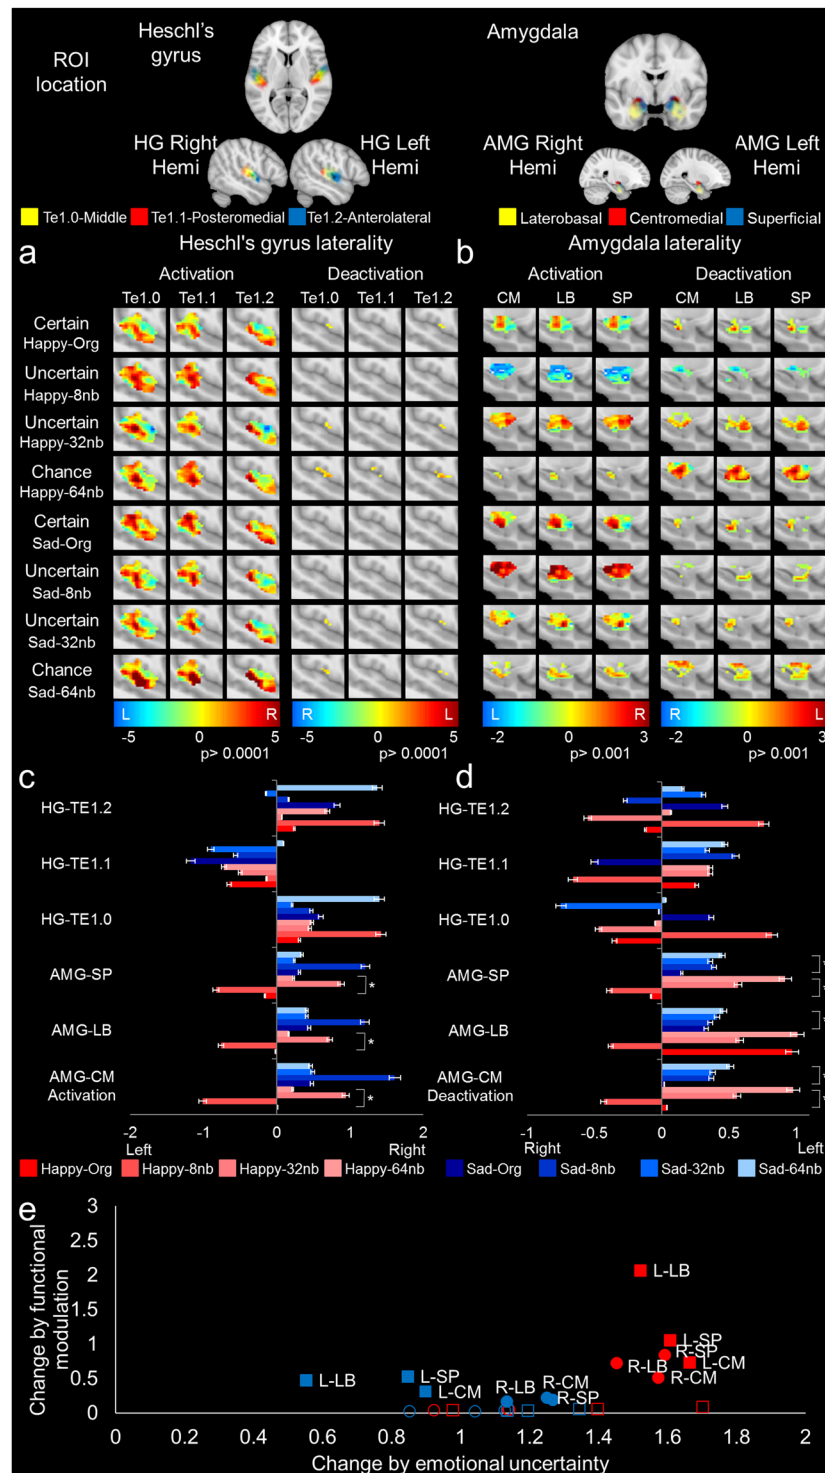 Heschl's gyrus
Amygdala
ROI location
HG Right Hemi
HG Left Hemi
AMG Right Hemi
AMG Left Hemi
Te1.0-Middle Te1.1-Posteromedial Te1.2-Anterolateral
Laterobasal Centromedial Superficial
a Heschl's gyrus laterality
b Amygdala laterality
Activation Deactivation
Activation Deactivation
Te1.0 Te1.1 Te1.2 Te1.0 Te1.1 Te1.2
CM LB SP CM LB SP
Certain
Happy-Org
Uncertain
Happy-8nb
Uncertain
Happy-32nb
Chance
Happy-64nb
Certain
Sad-Org
Uncertain
Sad-8nb
Uncertain
Sad-32nb
Chance
Sad-64nb
L R R L
L R R L
-5 0 5 -5 0 5
-2 0 3 -2 0 3
p> 0.0001 p> 0.0001
p> 0.001 p> 0.001
c
HG-TE1.2
HG-TE1.1
HG-TE1.0
AMG-SP *
AMG-LB *
AMG-CM *
Activation
-2 -1 0 1 2
Left Right
d
HG-TE1.2
HG-TE1.1
HG-TE1.0
AMG-SP
AMG-LB
AMG-CM
Deactivation
-1 -0.5 0 0.5 1
Right Left
Happy-Org Happy-8nb Happy-32nb Happy-64nb Sad-Org Sad-8nb Sad-32nb Sad-64nb
e
Change by functional modulation
3
2.5
2
1.5
1
0.5
0
L-LB
L-SP
R-SP
R-LB
L-CM
R-CM
L-LB
L-SP
L-CM
R-LB
R-CM
R-SP
0 0.2 0.4 0.6 0.8 1 1.2 1.4 1.6 1.8 2
Change by emotional uncertainty